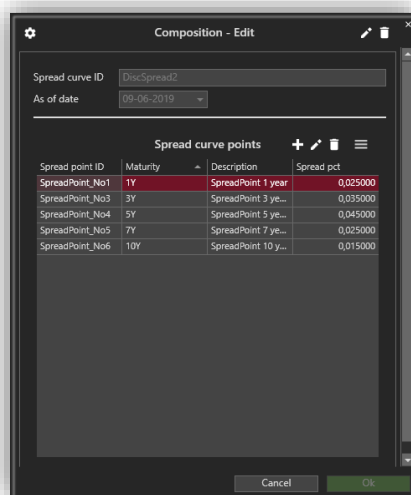 Composition - Edit
Spread curve ID DiscSpread2
As of date 09-06-2019
Spread curve points
Spread point ID Maturity Description Spread pct
SpreadPoint_No1 1Y SpreadPoint 1 year 0,025000
SpreadPoint_No3 3Y SpreadPoint 3 ye... 0,035000
SpreadPoint_No4 5Y SpreadPoint 5 ye... 0,045000
SpreadPoint_No5 7Y SpreadPoint 7 ye... 0,025000
SpreadPoint_No6 10Y SpreadPoint 10 y... 0,015000
Cancel Ok